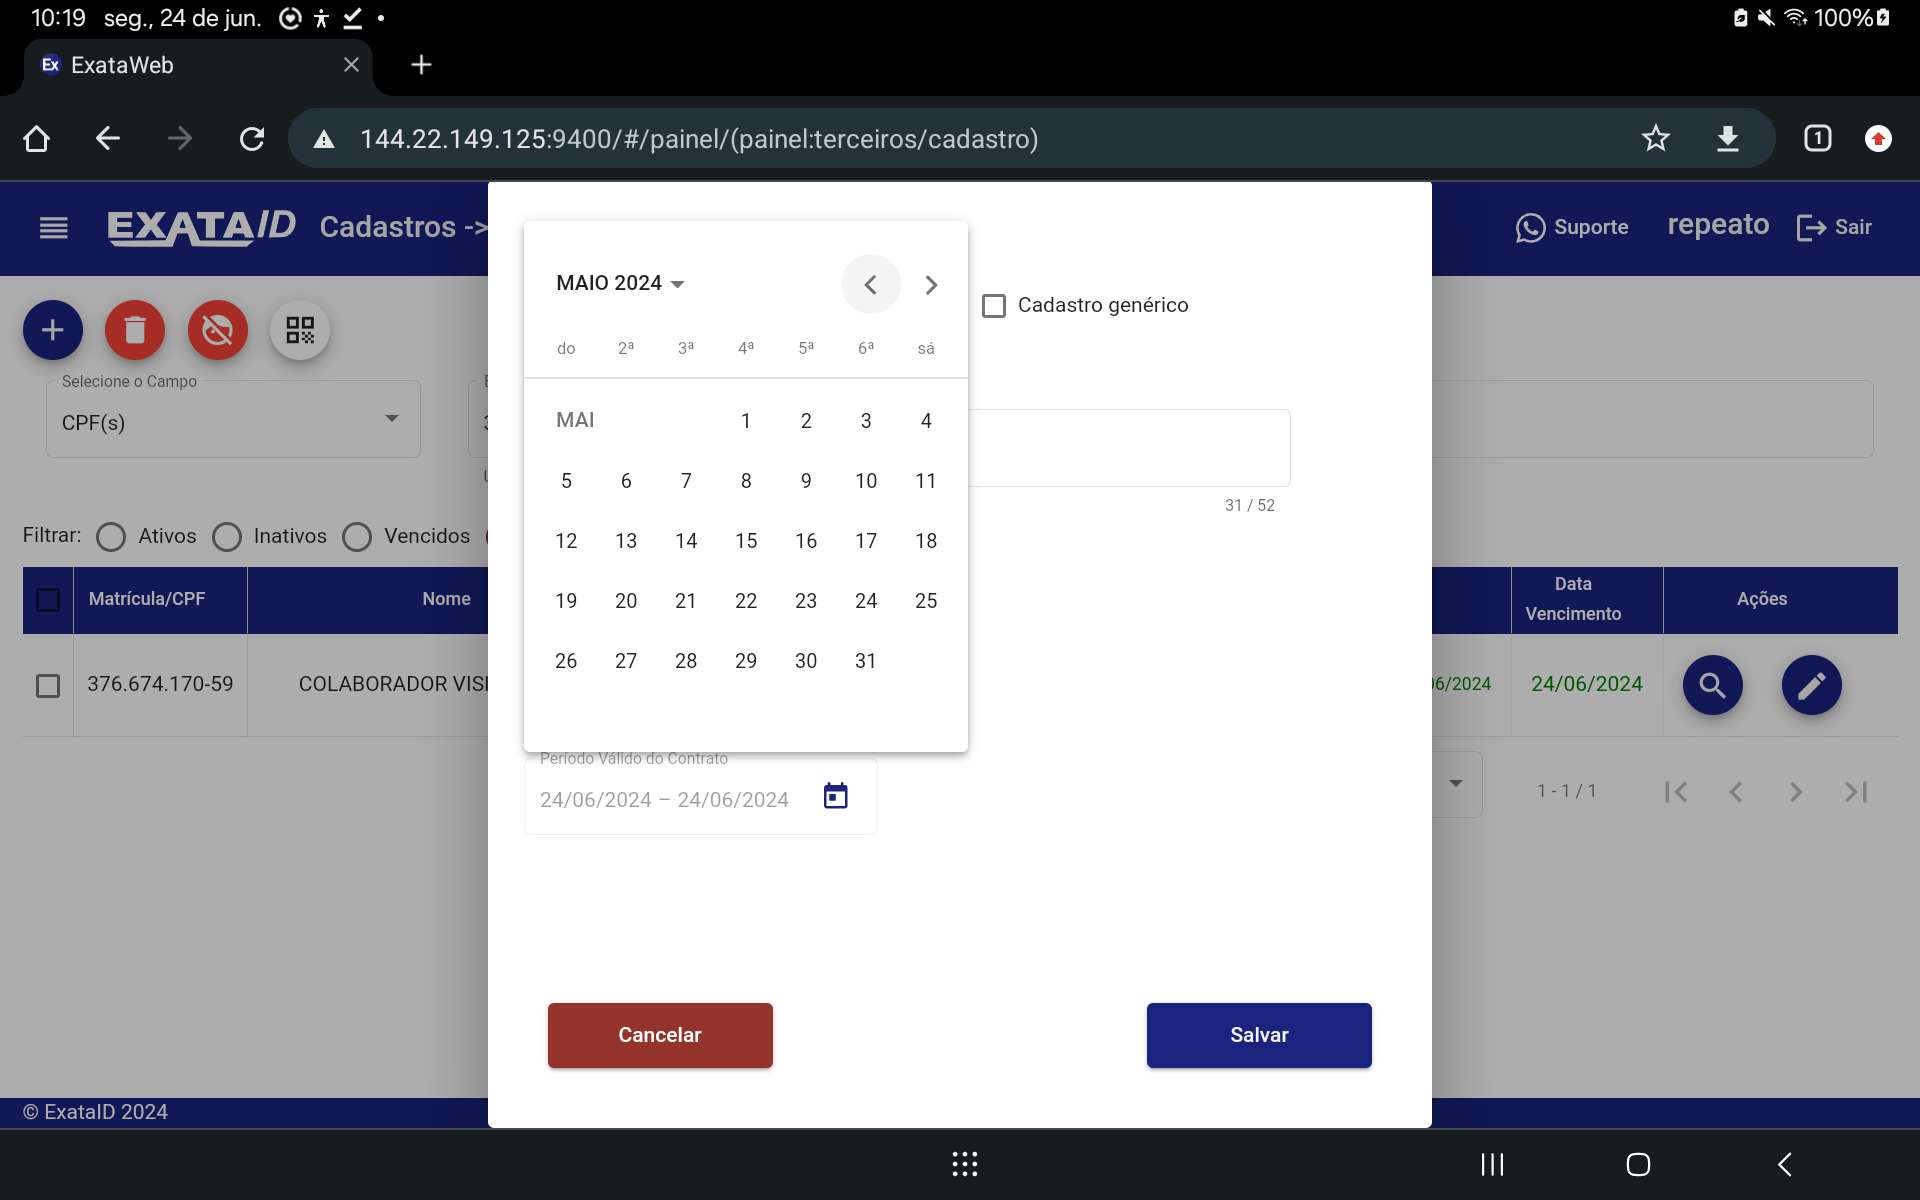 10:19 seg., 24 de jun.
100%
Ex ExataWeb
144.22.149.125:9400/#/painel/(painel:terceiros/cadastro)
1
EXATAID Cadastros ->
Suporte repeato Sair
MAIO 2024
do 2ª 3ª 4ª 5ª 6ª sá
MAI 1 2 3 4
5 6 7 8 9 10 11
12 13 14 15 16 17 18
19 20 21 22 23 24 25
26 27 28 29 30 31
Cadastro genérico
31 / 52
Selecione o Campo
CPF(s)
Filtrar: Ativos Inativos Vencidos
Matrícula/CPF Nome Data Vencimento Ações
376.674.170-59 COLABORADOR 06/2024 24/06/2024
1 - 1 / 1
Período Válido do Contrato
24/06/2024 – 24/06/2024
Cancelar Salvar
© ExataID 2024